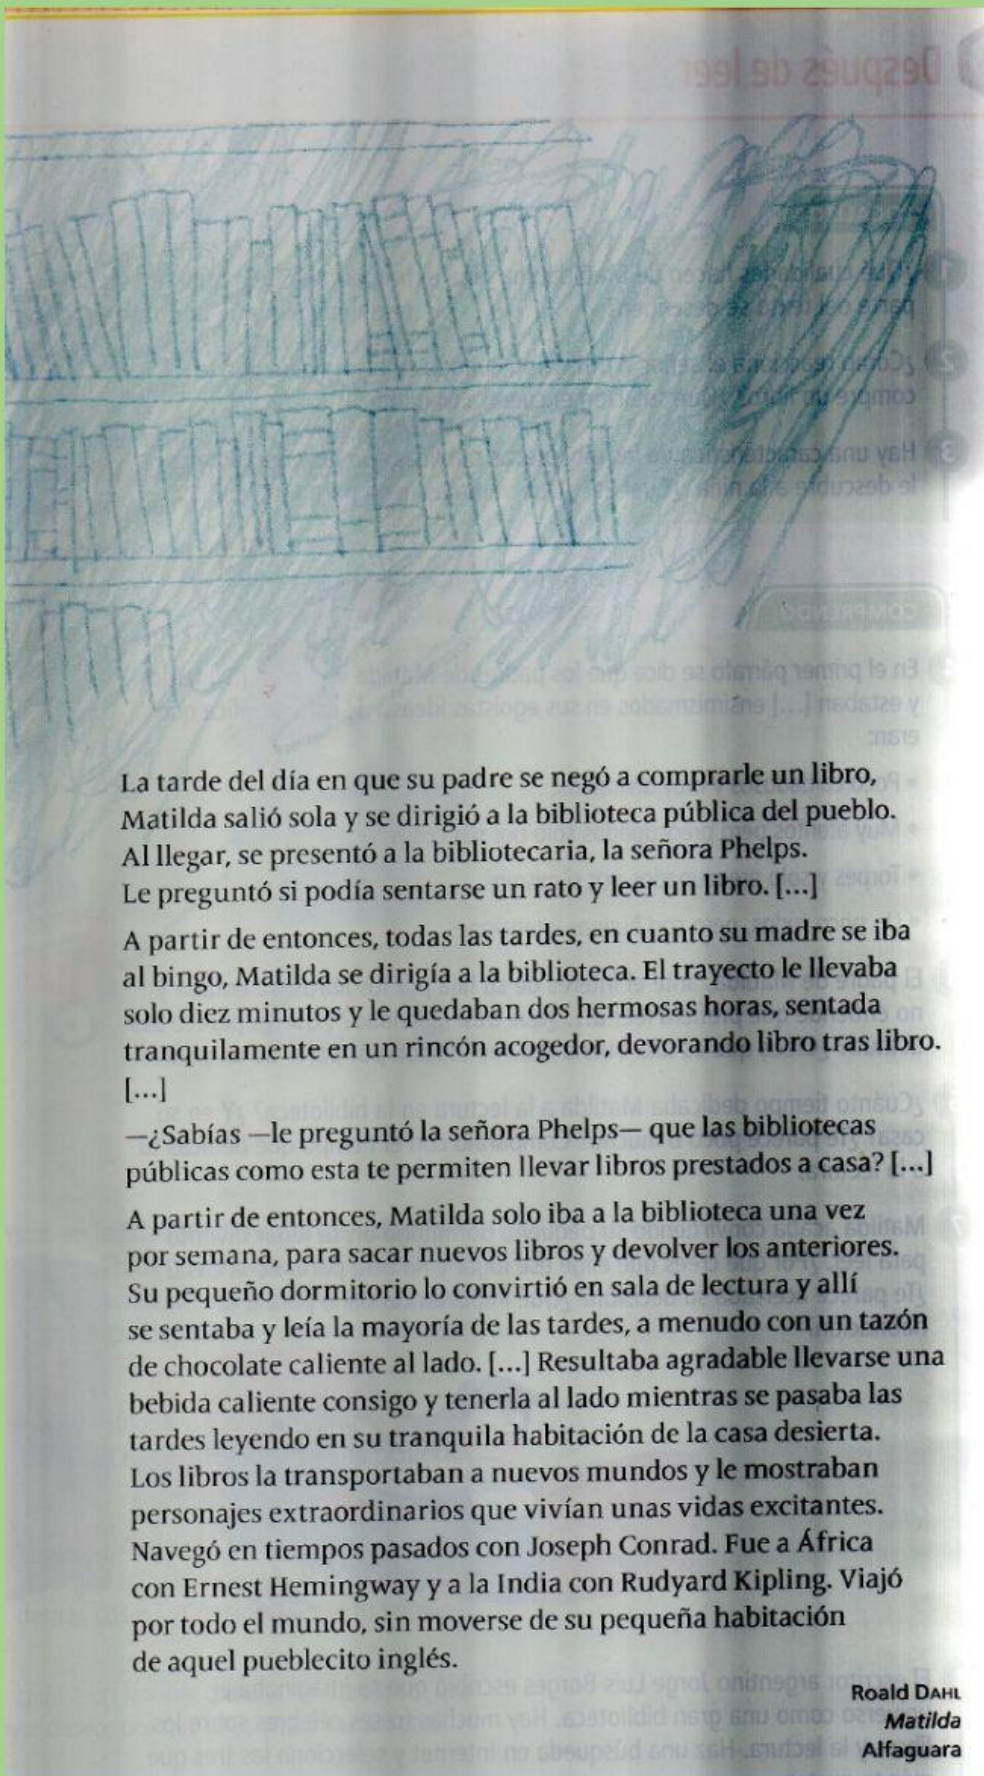 La tarde del día en que su padre se negó a comprarle un libro,
Matilda salió sola y se dirigió a la biblioteca pública del pueblo.
Al llegar, se presentó a la bibliotecaria, la señora Phelps.
Le preguntó si podía sentarse un rato y leer un libro. [...]
A partir de entonces, todas las tardes, en cuanto su madre se iba
al bingo, Matilda se dirigía a la biblioteca. El trayecto le llevaba
solo diez minutos y le quedaban dos hermosas horas, sentada
tranquilamente en un rincón acogedor, devorando libro tras libro.
[...]
—¿Sabías —le preguntó la señora Phelps— que las bibliotecas
públicas como esta te permiten llevar libros prestados a casa? [...]
A partir de entonces, Matilda solo iba a la biblioteca una vez
por semana, para sacar nuevos libros y devolver los anteriores.
Su pequeño dormitorio lo convirtió en sala de lectura y allí
se sentaba y leía la mayoría de las tardes, a menudo con un tazón
de chocolate caliente al lado. [...] Resultaba agradable llevarse una
bebida caliente consigo y tenerla al lado mientras se pasaba las
tardes leyendo en su tranquila habitación de la casa desierta.
Los libros la transportaban a nuevos mundos y le mostraban
personajes extraordinarios que vivían unas vidas excitantes.
Navegó en tiempos pasados con Joseph Conrad. Fue a África
con Ernest Hemingway y a la India con Rudyard Kipling. Viajó
por todo el mundo, sin moverse de su pequeña habitación
de aquel pueblecito inglés.
Roald DAHL
Matilda
Alfaguara